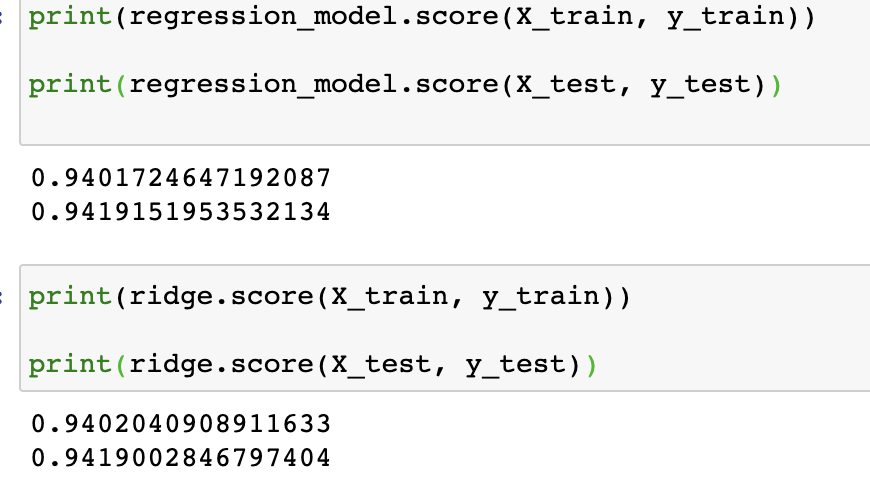 : print(regression_model.score(X_train, y_train))
print(regression_model.score(X_test, y_test))
0.9401724647192087
0.9419151953532134
: print(ridge.score(X_train, y_train))
print(ridge.score(X_test, y_test))
0.9402040908911633
0.9419002846797404